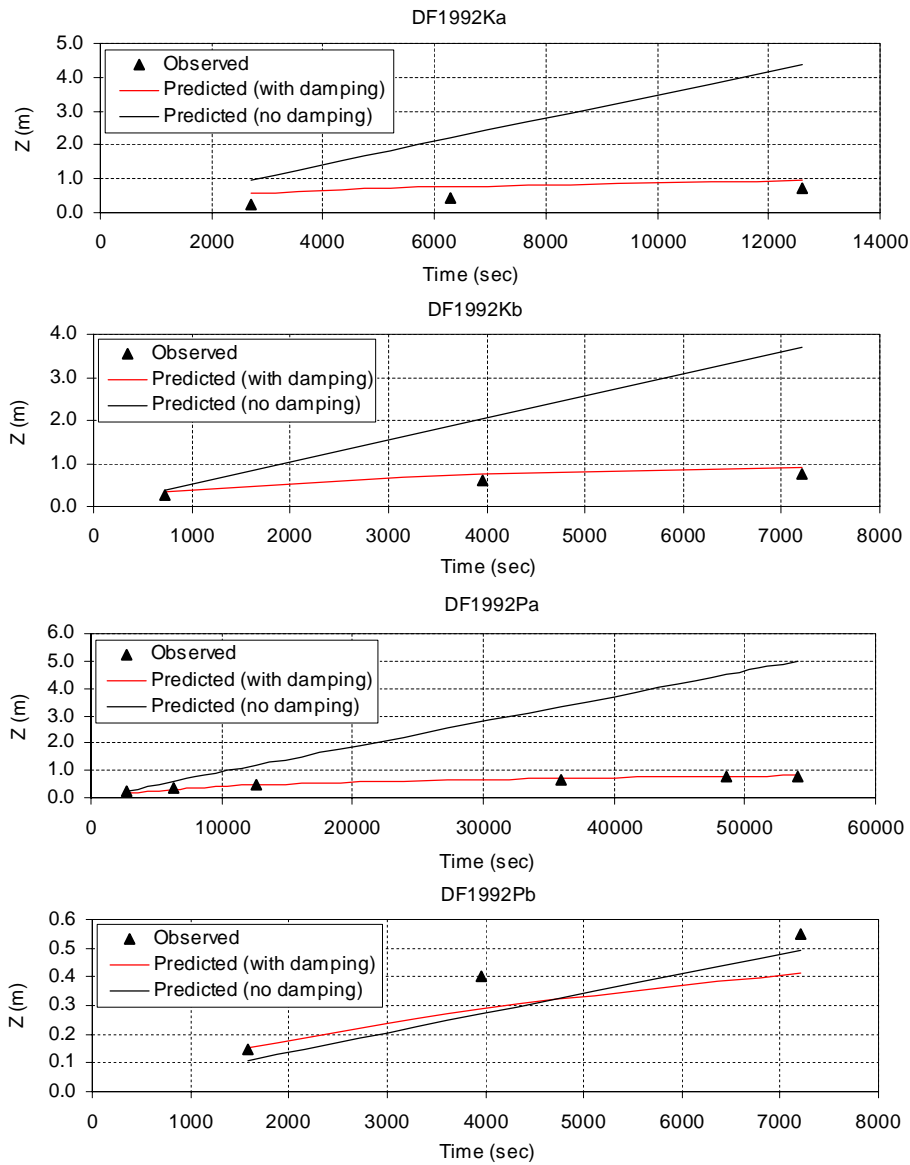 DF1992Ka
5.0
4.0
3.0
2.0
1.0
0.0
Z (m)
Observed
Predicted (with damping)
Predicted (no damping)
0 2000 4000 6000 8000 10000 12000 14000
Time (sec)
DF1992Kb
4.0
3.0
2.0
1.0
0.0
Z (m)
Observed
Predicted (with damping)
Predicted (no damping)
0 1000 2000 3000 4000 5000 6000 7000 8000
Time (sec)
DF1992Pa
6.0
5.0
4.0
3.0
2.0
1.0
0.0
Z (m)
Observed
Predicted (with damping)
Predicted (no damping)
0 10000 20000 30000 40000 50000 60000
Time (sec)
DF1992Pb
0.6
0.5
0.4
0.3
0.2
0.1
0.0
Z (m)
Observed
Predicted (with damping)
Predicted (no damping)
0 1000 2000 3000 4000 5000 6000 7000 8000
Time (sec)